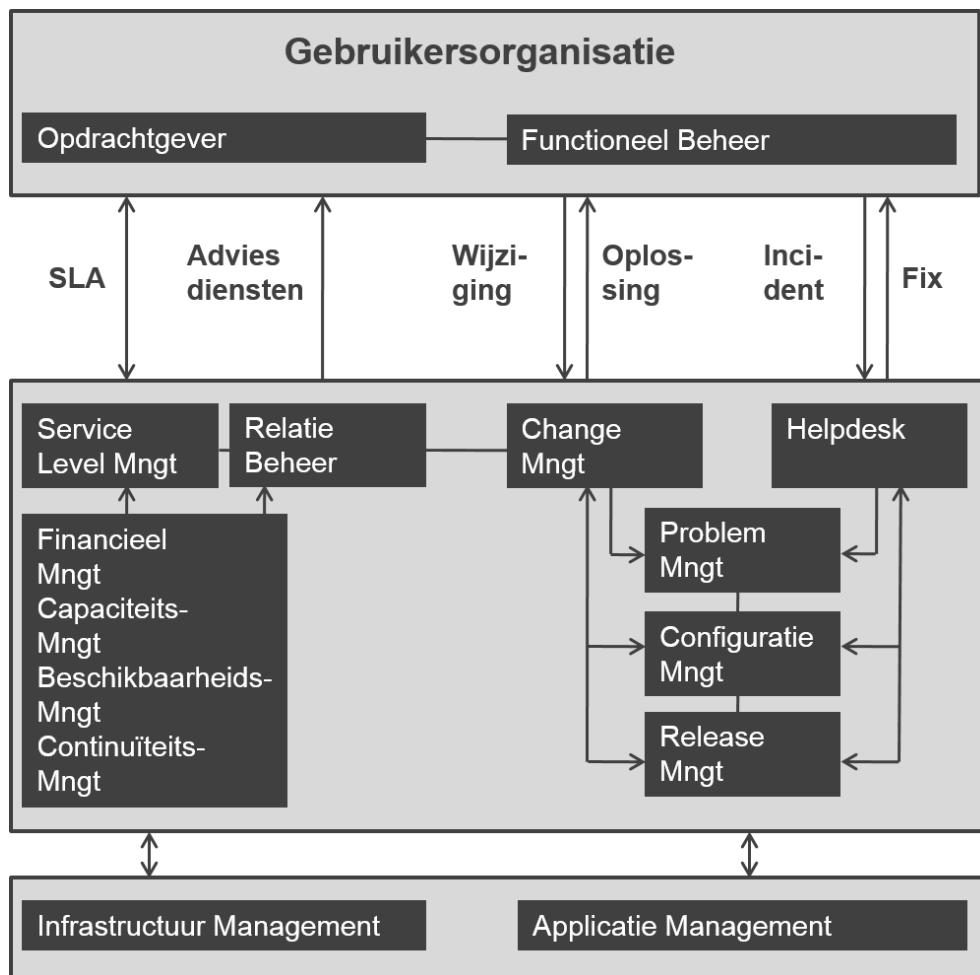 Gebruikersorganisatie
Opdrachtgever
Functioneel Beheer
SLA
Advies
diensten
Wijzi-
ging
Oplos-
sing
Inci-
dent
Fix
Service
Level Mngt
Relatie
Beheer
Change
Mngt
Helpdesk
Financieel
Mngt
Capaciteits-
Mngt
Beschikbaarheids-
Mngt
Continuïteits-
Mngt
Problem
Mngt
Configuratie
Mngt
Release
Mngt
Infrastructuur Management
Applicatie Management